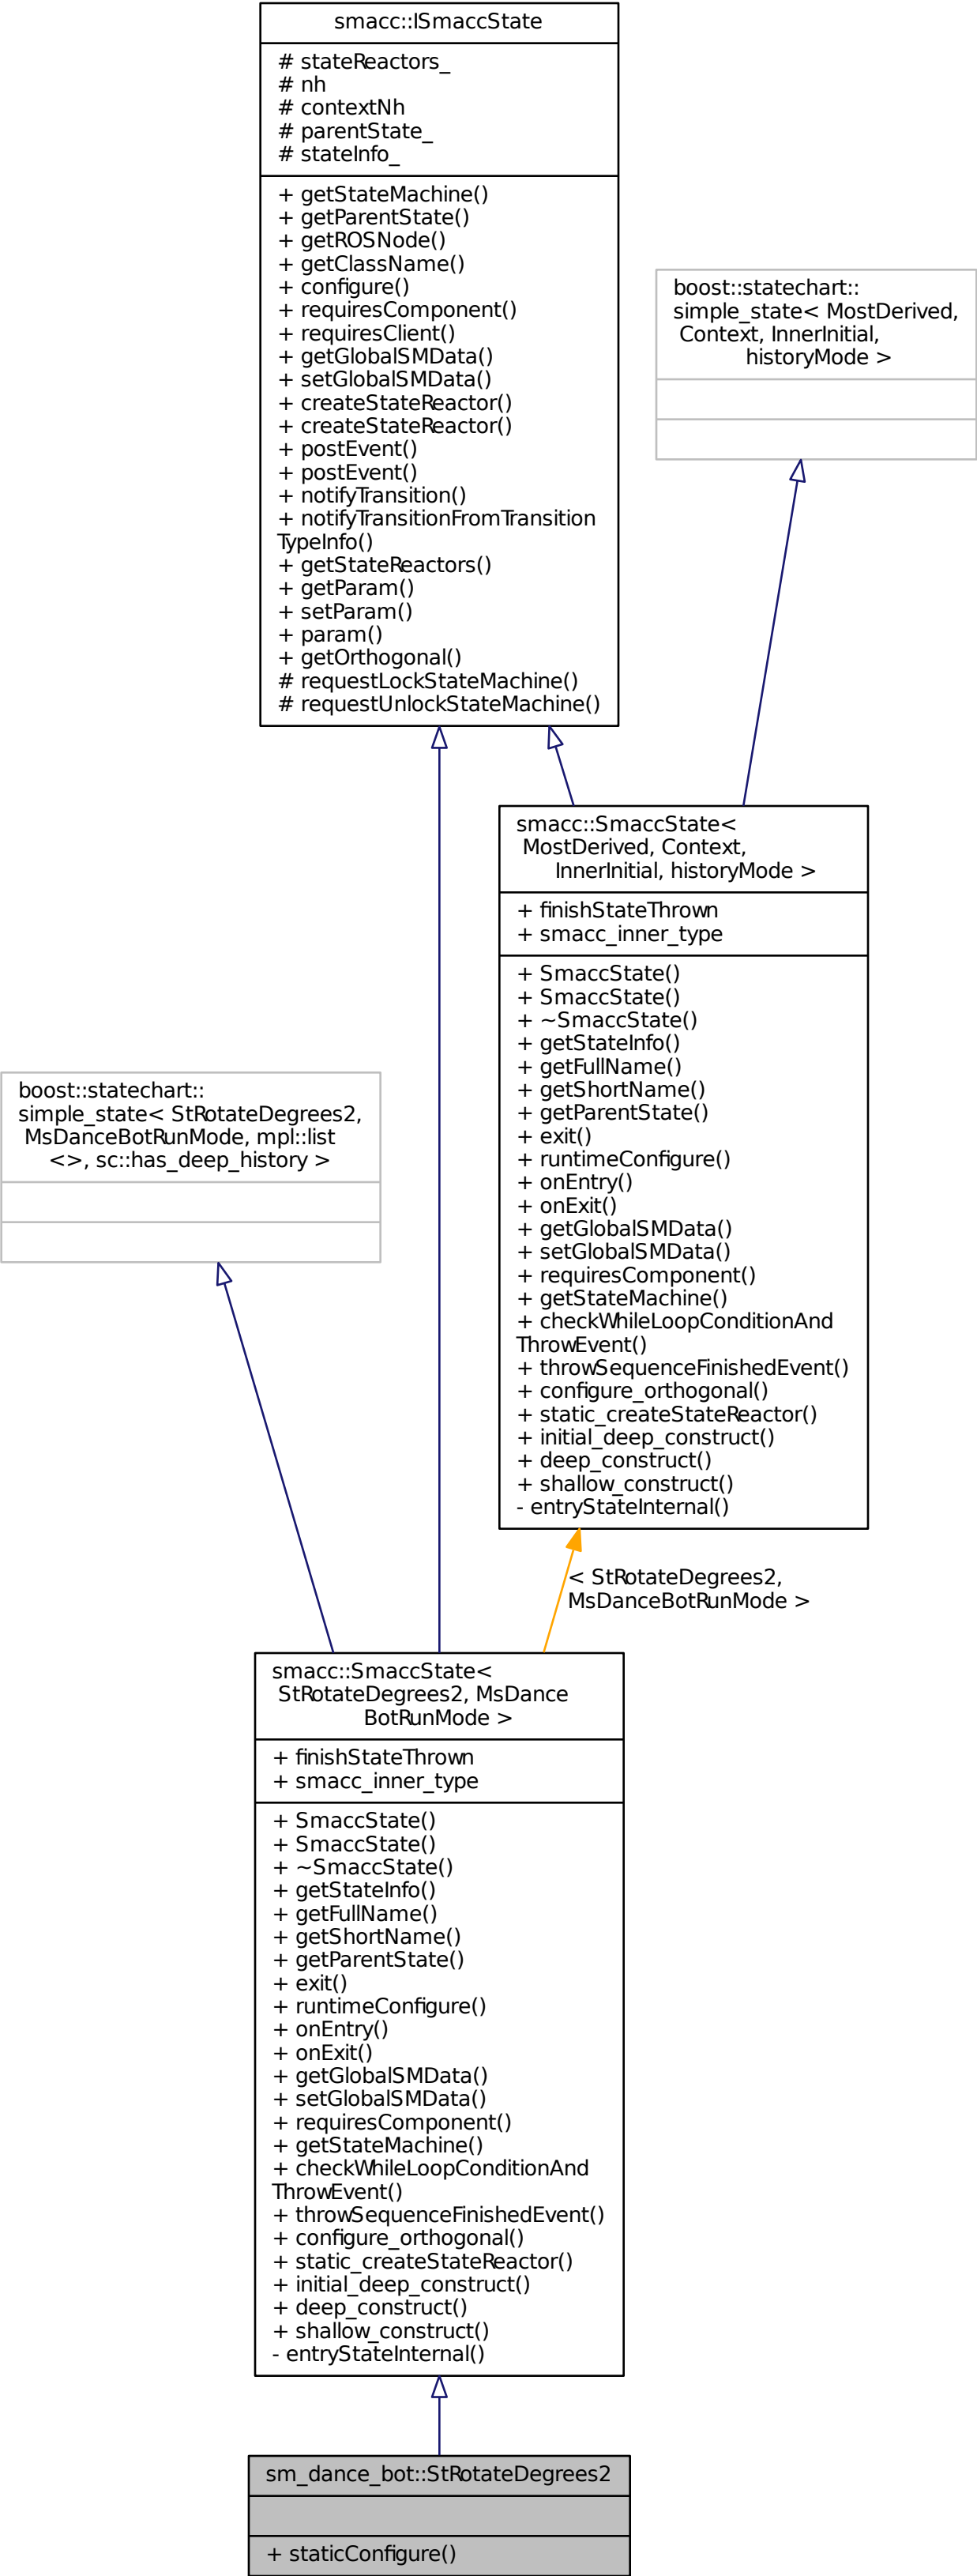 smacc::ISmaccState
# stateReactors_
# nh
# contextNh
# parentState_
# stateInfo_
+ getStateMachine()
+ getParentState()
+ getROSNode()
+ getClassName()
+ configure()
+ requiresComponent()
+ requiresClient()
+ getGlobalSMData()
+ setGlobalSMData()
+ createStateReactor()
+ createStateReactor()
+ postEvent()
+ postEvent()
+ notifyTransition()
+ notifyTransitionFromTransition
TypeInfo()
+ getStateReactors()
+ getParam()
+ setParam()
+ param()
+ getOrthogonal()
# requestLockStateMachine()
# requestUnlockStateMachine()
boost::statechart::
simple_state< MostDerived,
Context, InnerInitial,
historyMode >
smacc::SmaccState<
MostDerived, Context,
InnerInitial, historyMode >
+ finishStateThrown
+ smacc_inner_type
+ SmaccState()
+ SmaccState()
+ ~SmaccState()
+ getStateInfo()
+ getFullName()
+ getShortName()
+ getParentState()
+ exit()
+ runtimeConfigure()
+ onEntry()
+ onExit()
+ getGlobalSMData()
+ setGlobalSMData()
+ requiresComponent()
+ getStateMachine()
+ checkWhileLoopConditionAnd
ThrowEvent()
+ throwSequenceFinishedEvent()
+ configure_orthogonal()
+ static_createStateReactor()
+ initial_deep_construct()
+ deep_construct()
+ shallow_construct()
- entryStateInternal()
boost::statechart::
simple_state< StRotateDegrees2,
MsDanceBotRunMode, mpl::list
<>, sc::has_deep_history >
< StRotateDegrees2,
MsDanceBotRunMode >
smacc::SmaccState<
StRotateDegrees2, MsDance
BotRunMode >
+ finishStateThrown
+ smacc_inner_type
+ SmaccState()
+ SmaccState()
+ ~SmaccState()
+ getStateInfo()
+ getFullName()
+ getShortName()
+ getParentState()
+ exit()
+ runtimeConfigure()
+ onEntry()
+ onExit()
+ getGlobalSMData()
+ setGlobalSMData()
+ requiresComponent()
+ getStateMachine()
+ checkWhileLoopConditionAnd
ThrowEvent()
+ throwSequenceFinishedEvent()
+ configure_orthogonal()
+ static_createStateReactor()
+ initial_deep_construct()
+ deep_construct()
+ shallow_construct()
- entryStateInternal()
sm_dance_bot::StRotateDegrees2
+ staticConfigure()